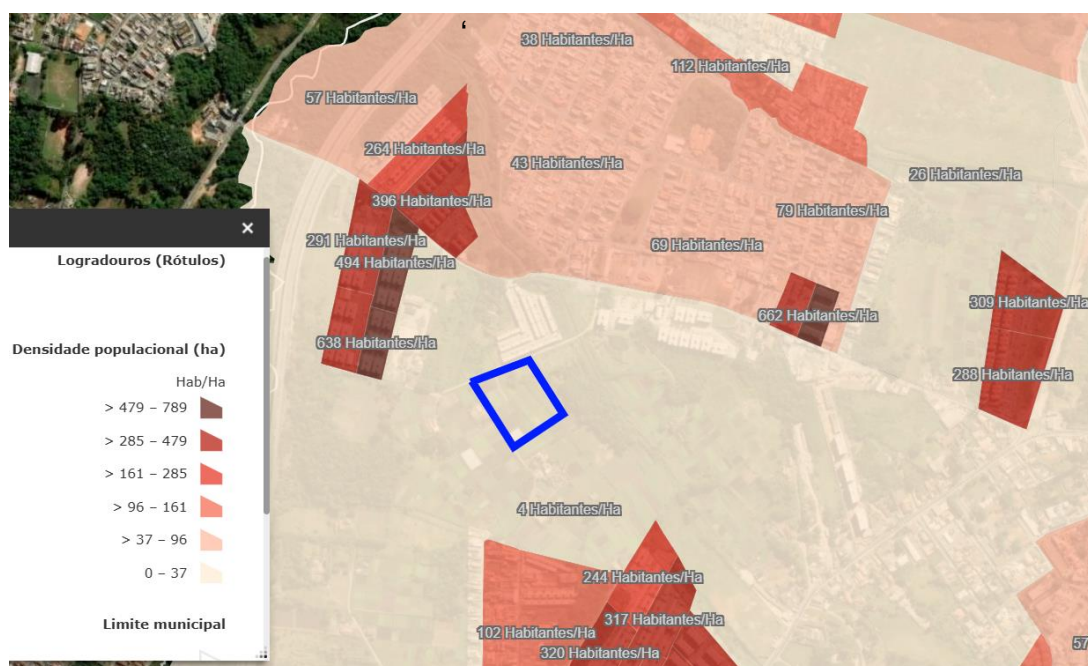 38 Habitantes/Ha
112 Habitantes/Ha
57 Habitantes/Ha
264 Habitantes/Ha
43 Habitantes/Ha
26 Habitantes/Ha
396 Habitantes/Ha
79 Habitantes/Ha
291 Habitantes/Ha
69 Habitantes/Ha
494 Habitantes/Ha
309 Habitantes/Ha
662 Habitantes/Ha
638 Habitantes/Ha
288 Habitantes/Ha
4 Habitantes/Ha
244 Habitantes/Ha
317 Habitantes/Ha
102 Habitantes/Ha
57
320 Habitantes/Ha
×
Logradouros (Rótulos)
Densidade populacional (ha)
Hab/Ha
> 479 – 789
> 285 – 479
> 161 – 285
> 96 – 161
> 37 – 96
0 – 37
Limite municipal